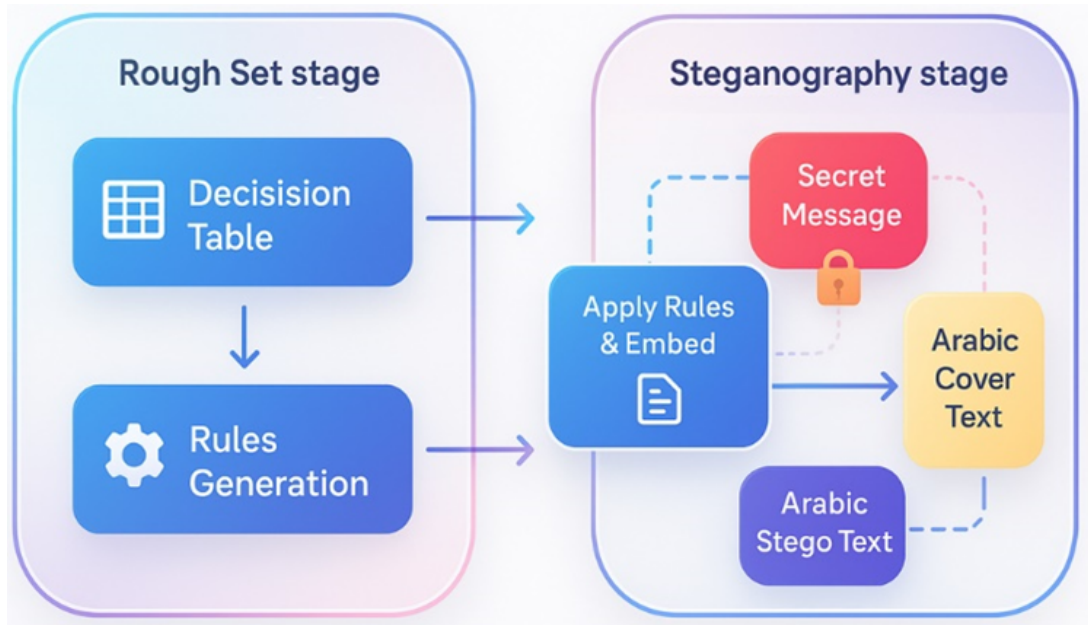 Rough Set stage
Decisision
Table
Rules
Generation
Steganography stage
Secret
Message
Apply Rules
& Embed
Arabic
Cover
Text
Arabic
Stego Text